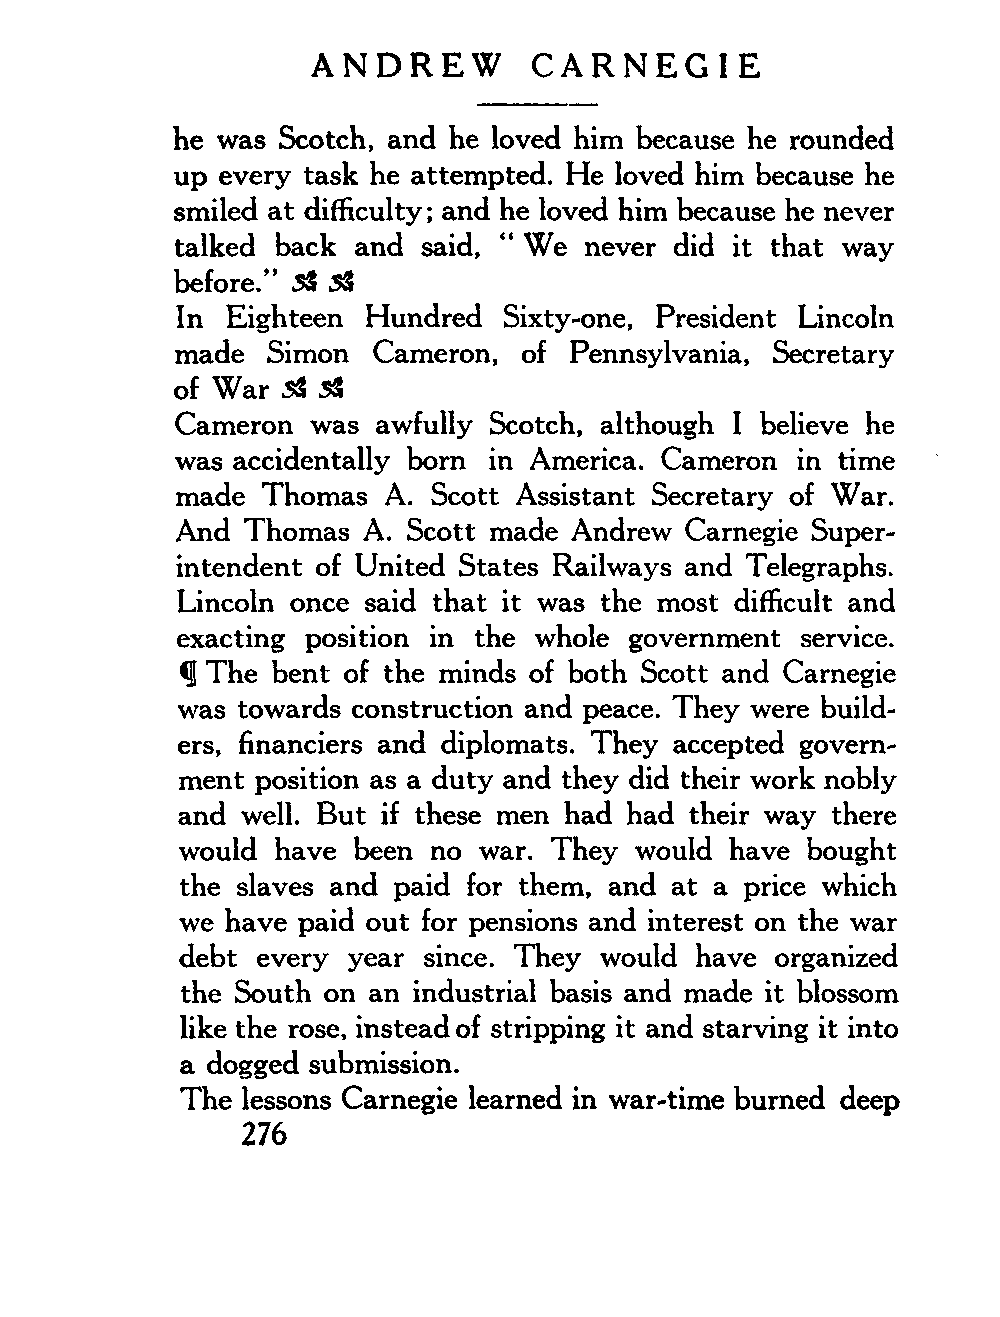 ANDREW CARNEGIE
he was Scotch, and he loved him because he rounded
up every task he attempted. He loved him because he
smiled at difficulty; and he loved him because he never
talked back and said, “ We never did it that way
before.”
In Eighteen Hundred Sixty-one, President Lincoln
made Simon Cameron, of Pennsylvania, Secretary
of War
Cameron was awfully Scotch, although I believe he
was accidentally born in America. Cameron in time
made Thomas A. Scott Assistant Secretary of War.
And Thomas A. Scott made Andrew Carnegie Super-
intendent of United States Railways and Telegraphs.
Lincoln once said that it was the most difficult and
exacting position in the whole government service.
¶ The bent of the minds of both Scott and Carnegie
was towards construction and peace. They were build-
ers, financiers and diplomats. They accepted govern-
ment position as a duty and they did their work nobly
and well. But if these men had had their way there
would have been no war. They would have bought
the slaves and paid for them, and at a price which
we have paid out for pensions and interest on the war
debt every year since. They would have organized
the South on an industrial basis and made it blossom
like the rose, instead of stripping it and starving it into
a dogged submission.
The lessons Carnegie learned in war-time burned deep
276